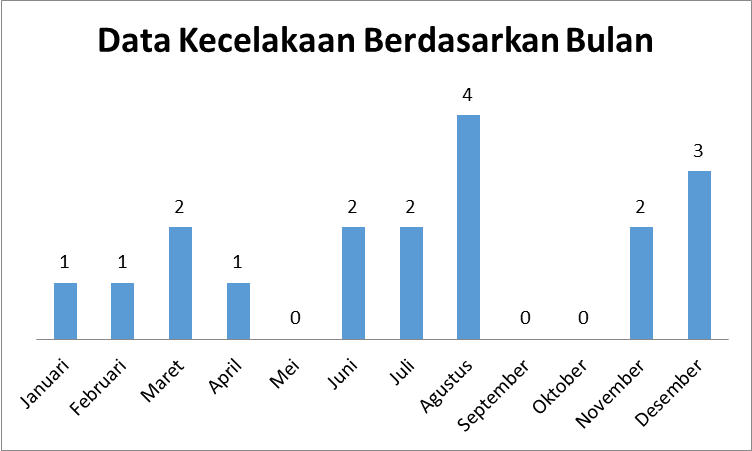 Data Kecelakaan Berdasarkan Bulan
4
3
2
2
2
2
1
1
1
0
0
0
Januari
Februari
Maret
April
Mei
Juni
Juli
Agustus
September
Oktober
November
Desember